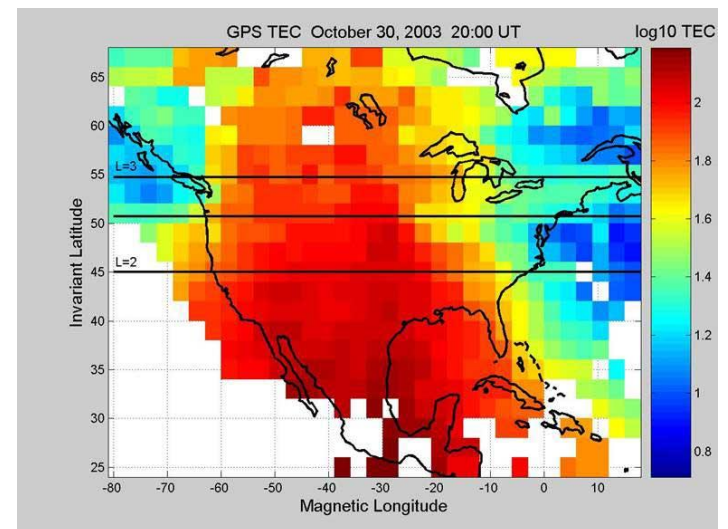 GPS TEC October 30, 2003 20:00 UT
log10 TEC
Invariant Latitude
65
60
55
50
45
40
35
30
25
L=3
L=2
-80 -70 -60 -50 -40 -30 -20 -10 0 10
Magnetic Longitude
2
1.8
1.6
1.4
1.2
1
0.8